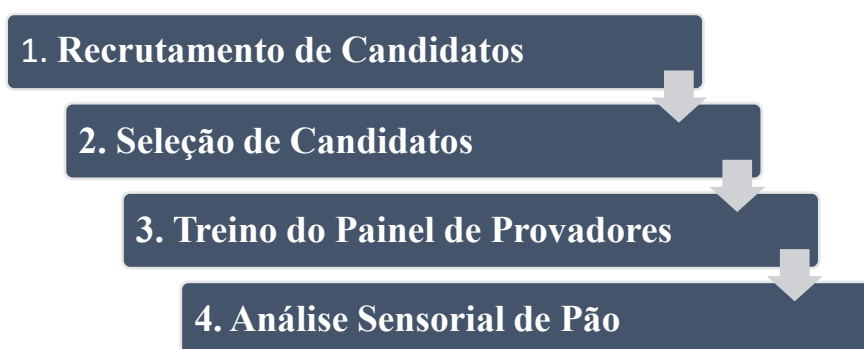 1. Recrutamento de Candidatos
2. Seleção de Candidatos
3. Treino do Painel de Provadores
4. Análise Sensorial de Pão